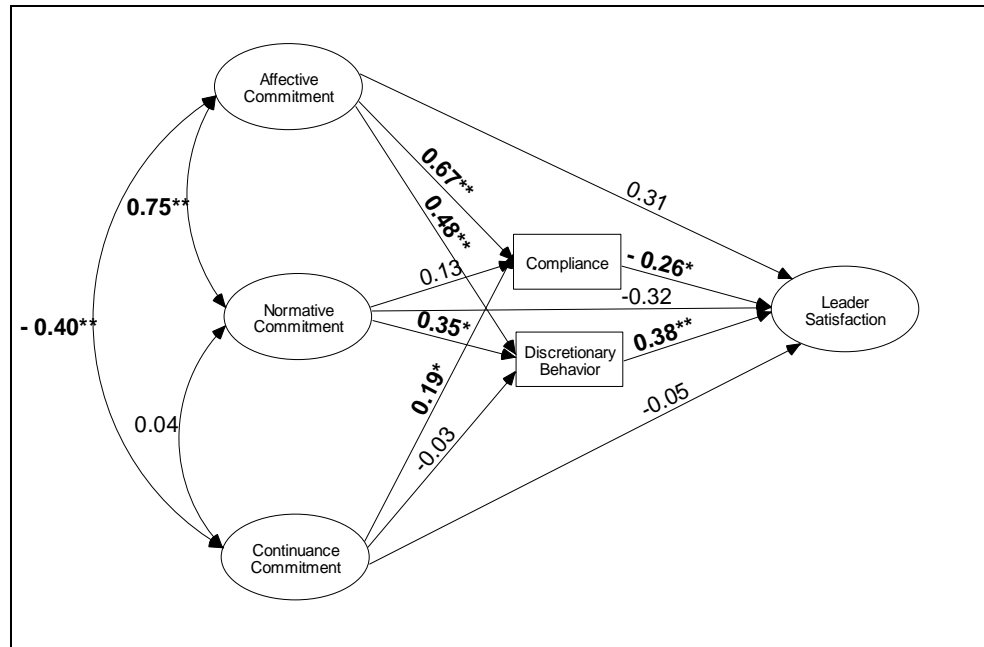 Affective
Commitment
0.67**
0.31
0.75**
0.48**
Compliance
- 0.26*
0.13
-0.32
Normative
Commitment
Leader
Satisfaction
- 0.40**
0.35*
Discretionary
Behavior
0.38**
0.19*
-0.05
0.04
-0.03
Continuance
Commitment